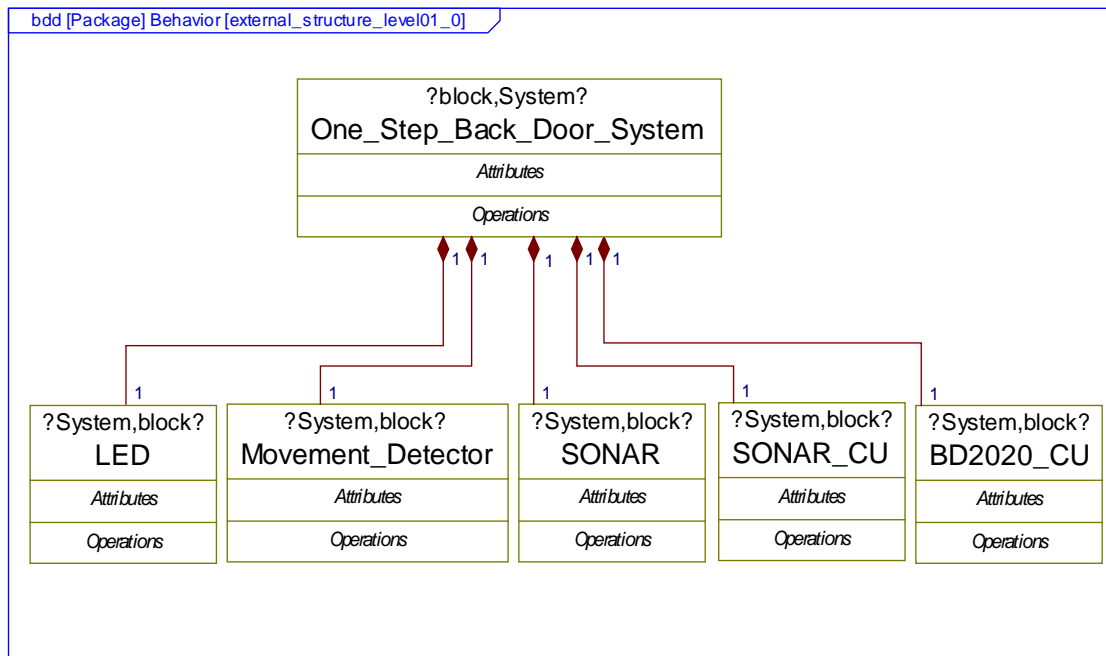 bdd [Package] Behavior [external_structure_level01_0]
?block,System?
One_Step_Back_Door_System
Attributes
Operations
1
1
1
1
1
1
1
1
1
1
?System,block?
LED
Attributes
Operations
?System,block?
Movement_Detector
Attributes
Operations
?System,block?
SONAR
Attributes
Operations
?System,block?
SONAR_CU
Attributes
Operations
?System,block?
BD2020_CU
Attributes
Operations